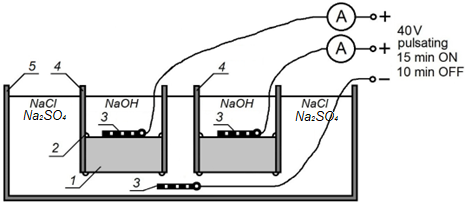 A +
A +
40V
pulsating
15 min ON
10 min OFF
−
5 4 4
NaCl NaOH NaOH NaCl
Na₂SO₄ 3 3 Na₂SO₄
2
1 3